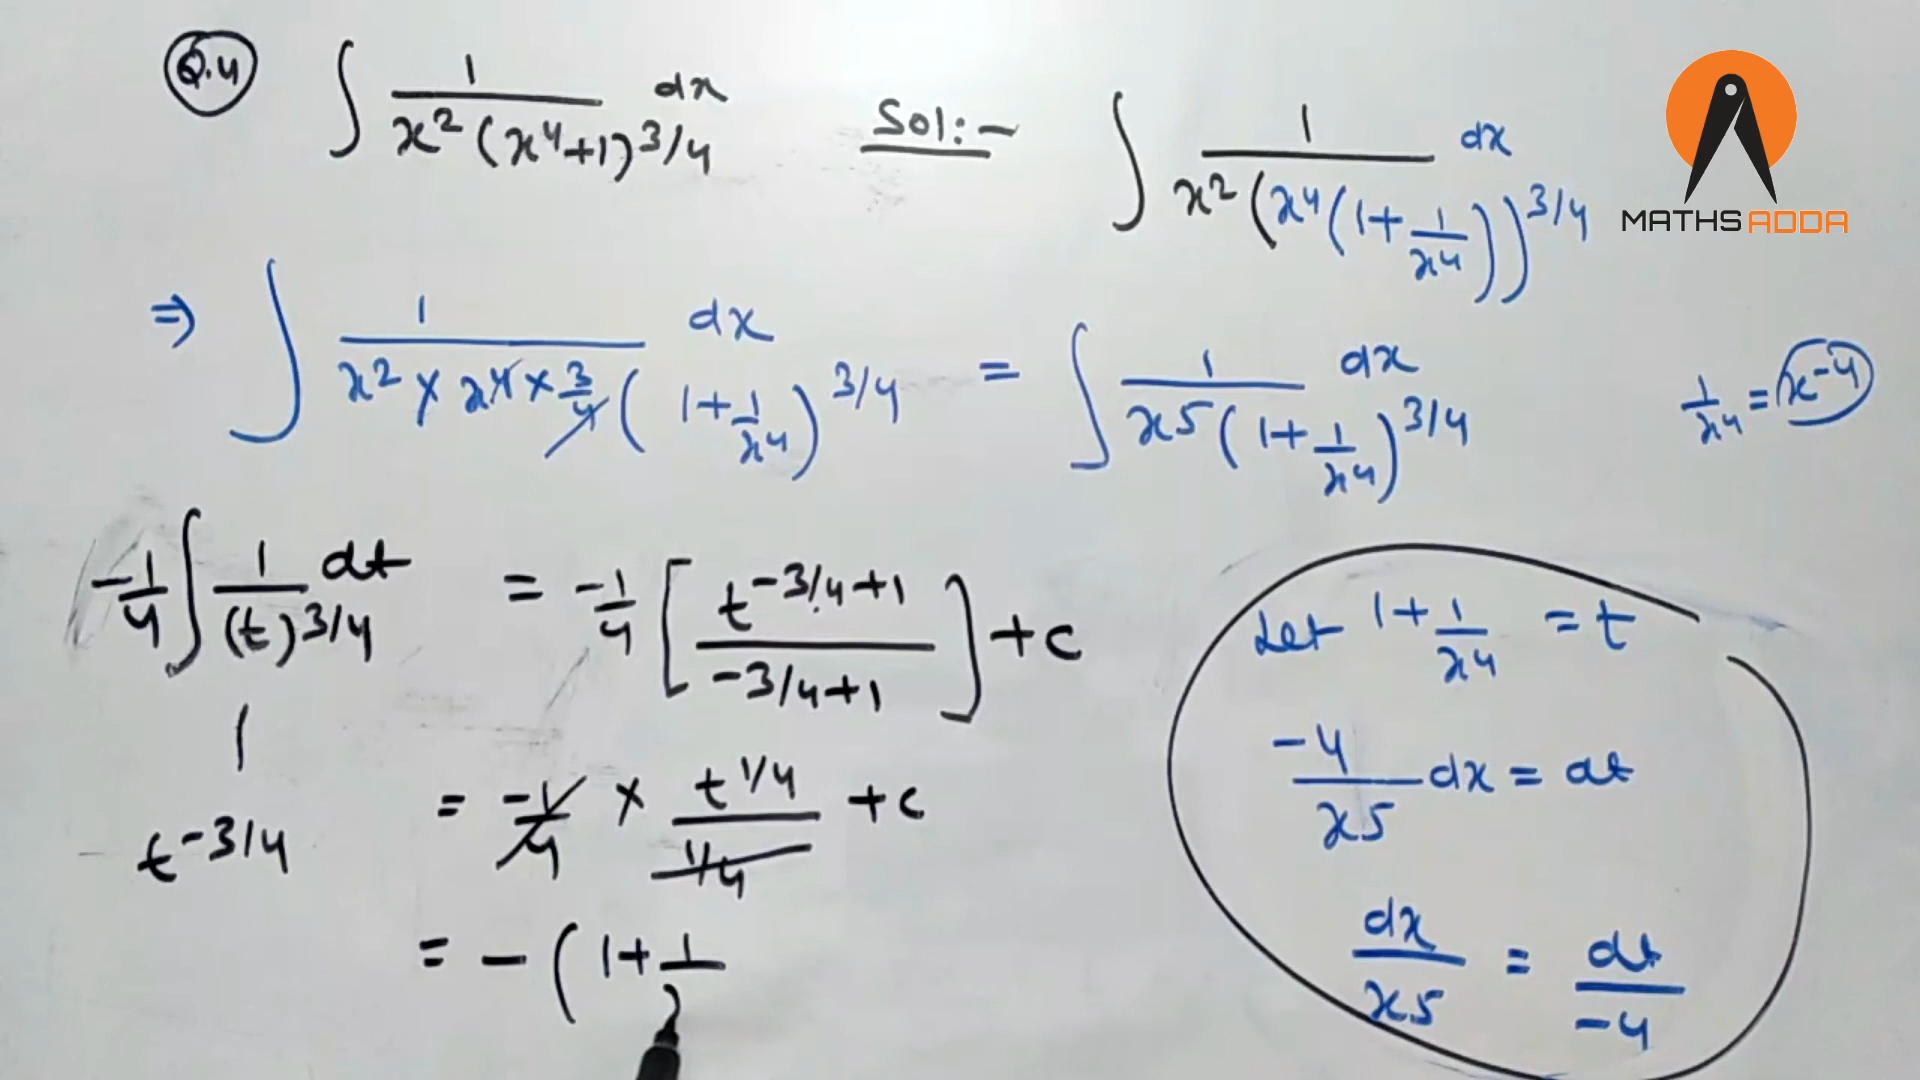 Q.4 ∫ 1/(x²(x⁴+1)^3/4) dx Sol:- ∫ 1/(x²(x⁴(1+1/x⁴))^3/4) dx
MATHSADDA
⇒ ∫ 1/(x² × x^4×3/4 (1+1/x⁴)^3/4) dx = ∫ 1/(x⁵(1+1/x⁴)^3/4) dx 1/x⁴ = x⁻⁴
-1/4 ∫ 1/(t)^3/4 dt = -1/4 [t^-3/4+1 / -3/4+1] + c
t^-3/4
= -1/4 × t^1/4 / 1/4 + c
= - (1+1/
Let 1+1/x⁴ = t
-4/x⁵ dx = dt
dx/x⁵ = dt/-4